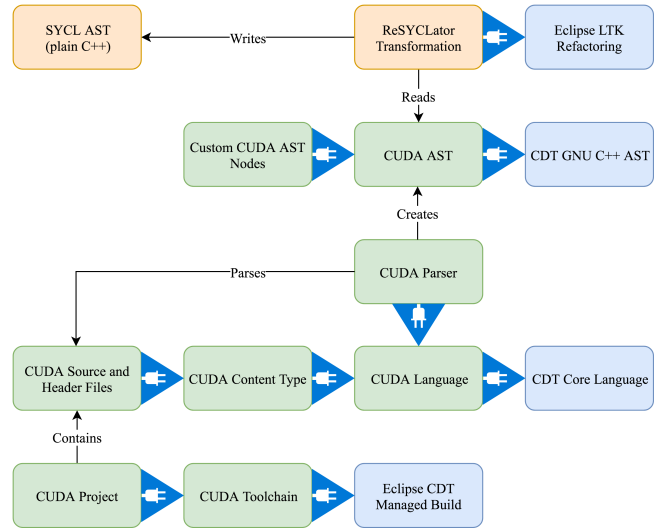 SYCL AST
(plain C++)
Writes
ReSYCLator
Transformation
Eclipse LTK
Refactoring
Reads
Custom CUDA AST
Nodes
CUDA AST
CDT GNU C++ AST
Creates
CUDA Parser
Parses
CUDA Source and
Header Files
CUDA Content Type
CUDA Language
CDT Core Language
Contains
CUDA Project
CUDA Toolchain
Eclipse CDT
Managed Build